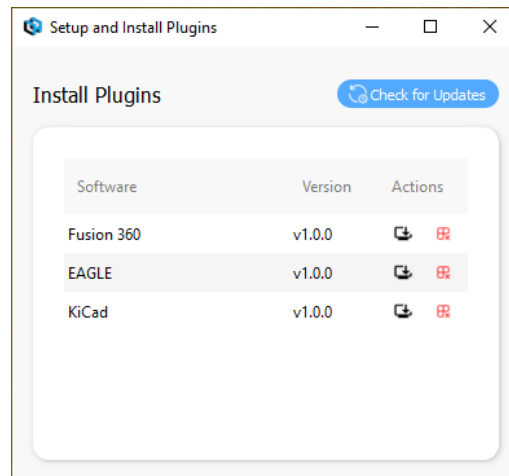 Setup and Install Plugins
Install Plugins
Check for Updates
Software Version Actions
Fusion 360 v1.0.0
EAGLE v1.0.0
KiCad v1.0.0